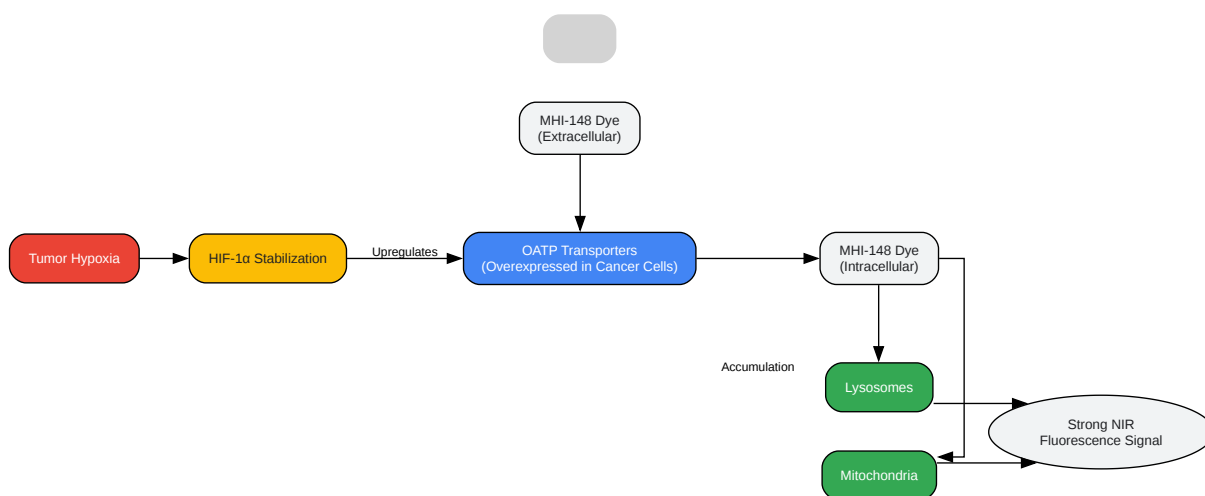 MHI-148 Dye
(Extracellular)
Tumor Hypoxia
HIF-1α Stabilization
Upregulates
OATP Transporters
(Overexpressed in Cancer Cells)
MHI-148 Dye
(Intracellular)
Accumulation
Lysosomes
Strong NIR
Fluorescence Signal
Mitochondria